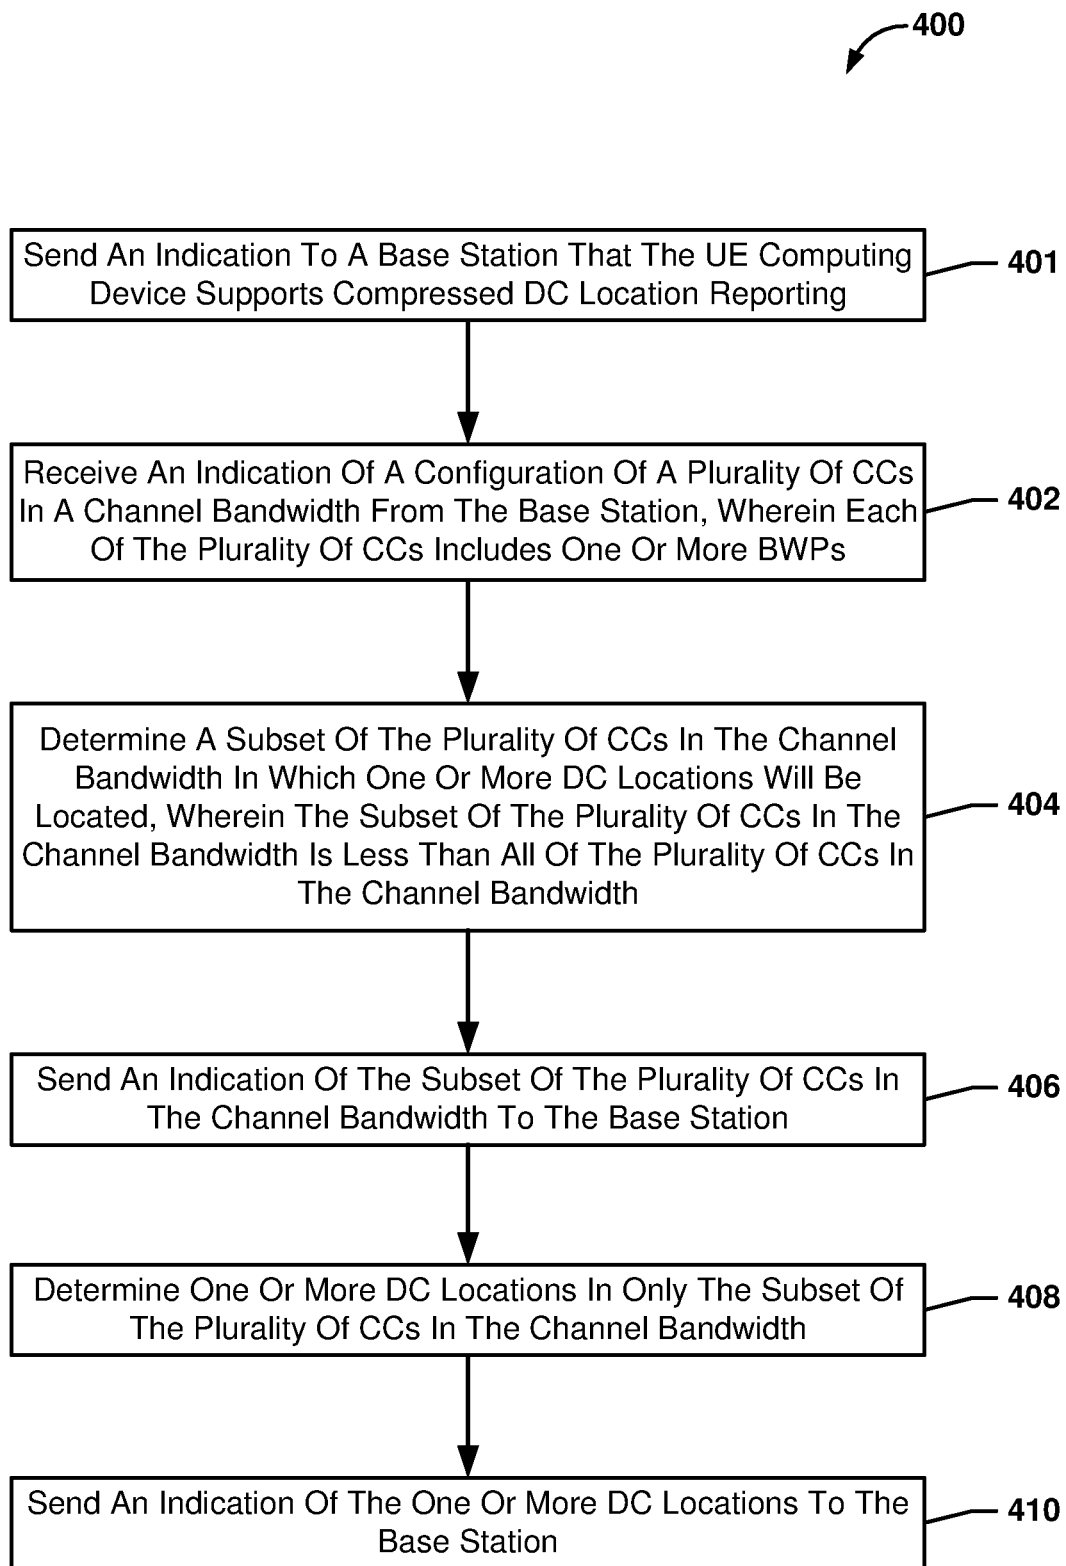 400
Send An Indication To A Base Station That The UE Computing
Device Supports Compressed DC Location Reporting
401
Receive An Indication Of A Configuration Of A Plurality Of CCs
In A Channel Bandwidth From The Base Station, Wherein Each
Of The Plurality Of CCs Includes One Or More BWPs
402
Determine A Subset Of The Plurality Of CCs In The Channel
Bandwidth In Which One Or More DC Locations Will Be
Located, Wherein The Subset Of The Plurality Of CCs In The
Channel Bandwidth Is Less Than All Of The Plurality Of CCs In
The Channel Bandwidth
404
Send An Indication Of The Subset Of The Plurality Of CCs In
The Channel Bandwidth To The Base Station
406
Determine One Or More DC Locations In Only The Subset Of
The Plurality Of CCs In The Channel Bandwidth
408
Send An Indication Of The One Or More DC Locations To The
Base Station
410